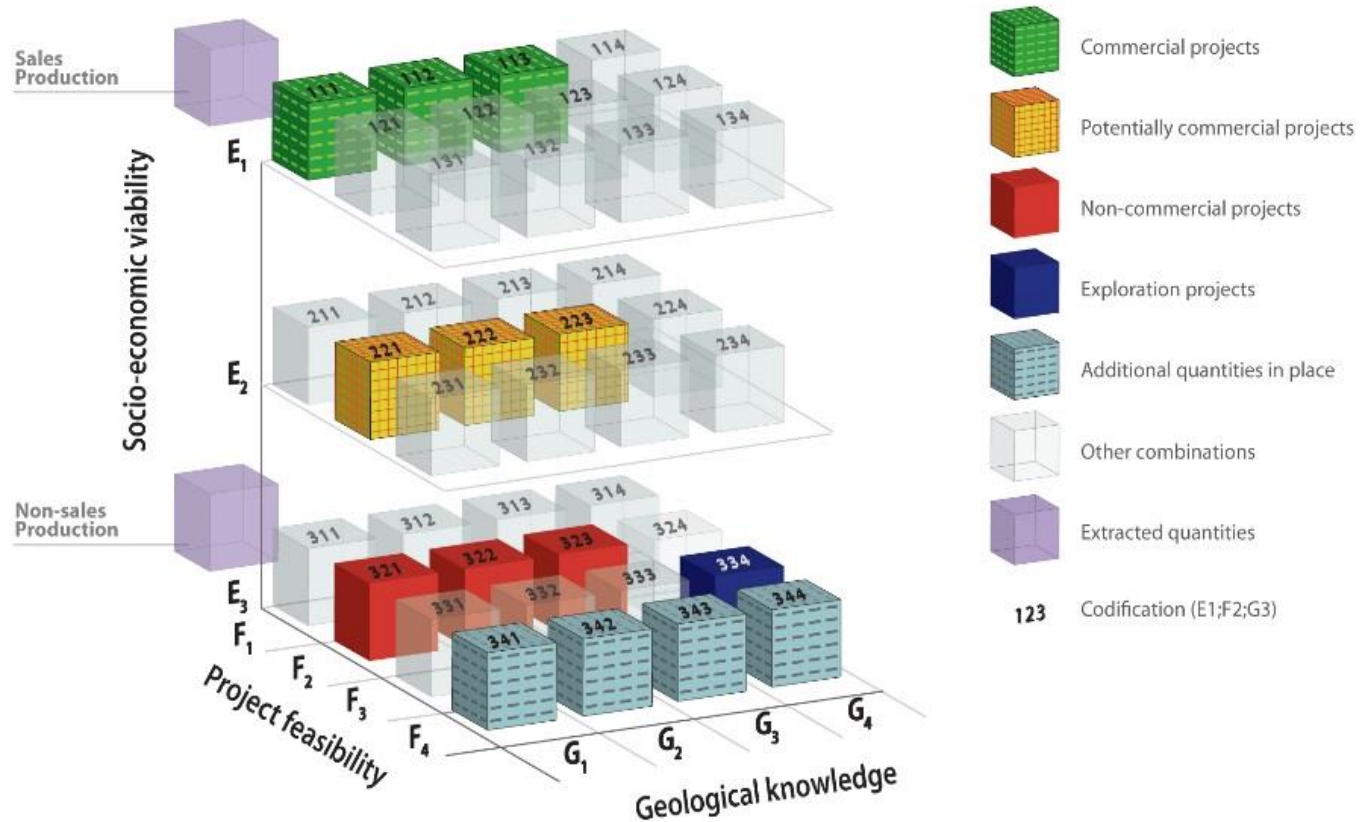 Sales
Production
Socio-economic viability
E1
111
112
113
114
121
122
123
124
131
132
133
134
E2
211
212
213
214
221
222
223
224
231
232
233
234
Non-sales
Production
E3
311
312
313
314
321
322
323
324
331
332
333
334
341
342
343
344
F1
F2
F3
F4
Project feasibility
G1
G2
G3
G4
Geological knowledge
Commercial projects
Potentially commercial projects
Non-commercial projects
Exploration projects
Additional quantities in place
Other combinations
Extracted quantities
123 Codification (E1;F2;G3)